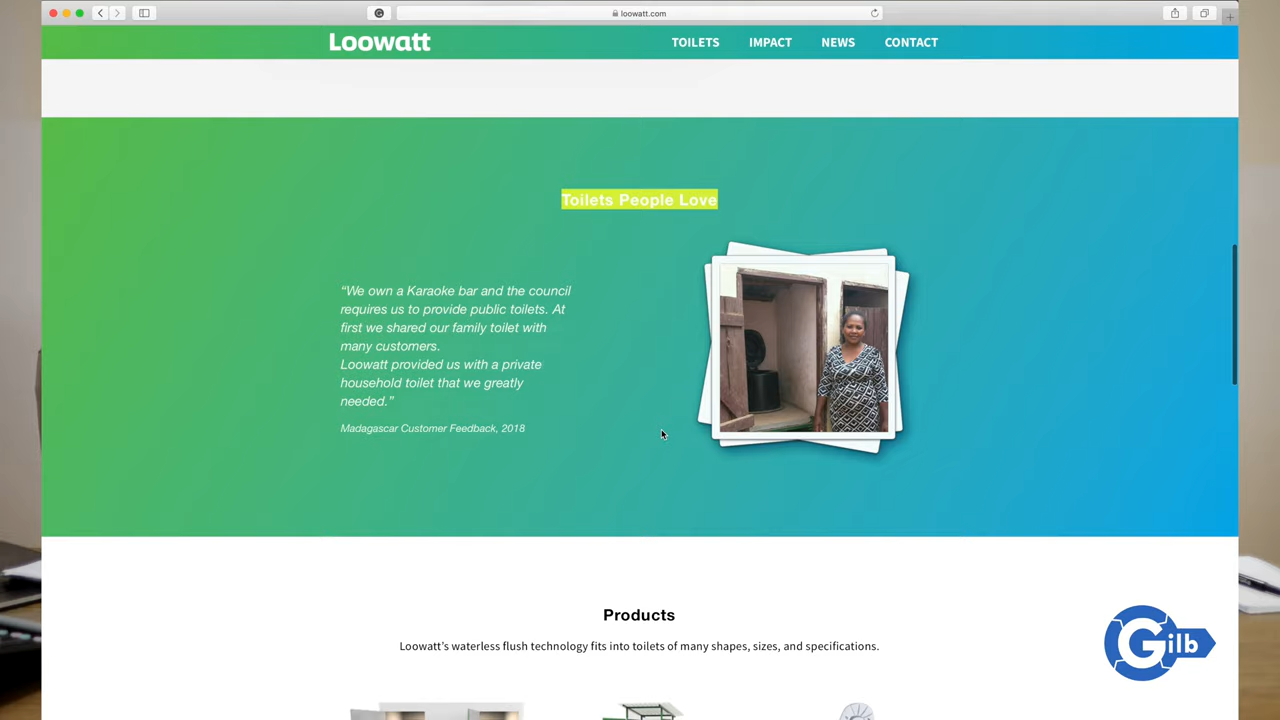 loowatt.com
Loowatt
TOILETS IMPACT NEWS CONTACT
Toilets People Love
“We own a Karaoke bar and the council
requires us to provide public toilets. At
first we shared our family toilet with
many customers.
Loowatt provided us with a private
household toilet that we greatly
needed.”
Madagascar Customer Feedback, 2018
Products
Loowatt’s waterless flush technology fits into toilets of many shapes, sizes, and specifications.
Gilb